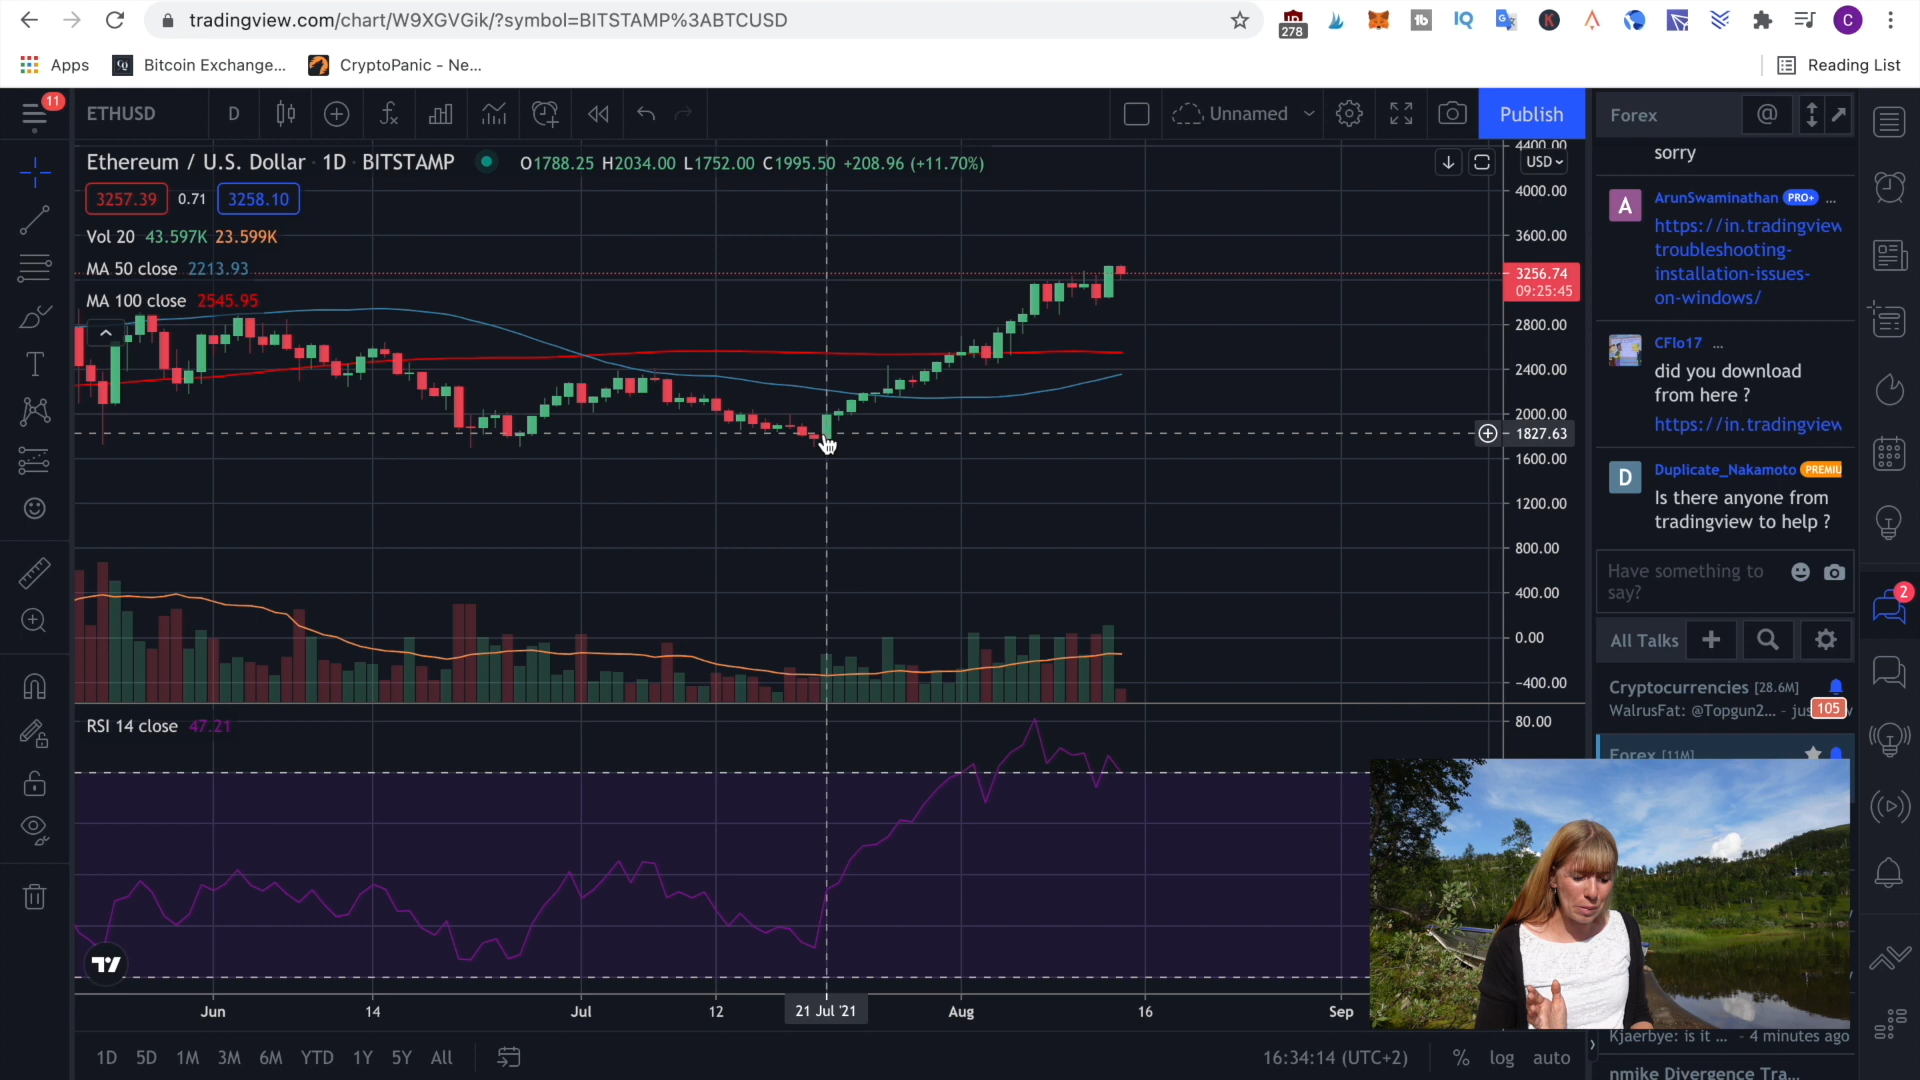 tradingview.com/chart/W9XGVGik/?symbol=BITSTAMP%3ABTCUSD
278
tb
IQ
K
C
Apps
Bitcoin Exchange...
CryptoPanic - Ne...
Reading List
11
ETHUSD
D
Unnamed
Publish
Forex
@
Ethereum / U.S. Dollar · 1D · BITSTAMP
O1788.25 H2034.00 L1752.00 C1995.50 +208.96 (+11.70%)
3257.39
0.71
3258.10
Vol 20 43.597K 23.599K
MA 50 close 2213.93
MA 100 close 2545.95
4400.00
USD
4000.00
3600.00
3256.74
09:25:45
2800.00
2400.00
2000.00
1827.63
1600.00
1200.00
800.00
400.00
0.00
−400.00
RSI 14 close 47.21
80.00
Jun
14
Jul
12
21 Jul '21
Aug
16
Sep
1D 5D 1M 3M 6M YTD 1Y 5Y All
16:34:14 (UTC+2)
% log auto
sorry
A
ArunSwaminathan PRO+ ...
https://in.tradingview
troubleshooting-
installation-issues-
on-windows/
CFlo17 ...
did you download
from here ?
https://in.tradingview
D
Duplicate_Nakamoto PREMIU
Is there anyone from
tradingview to help ?
Have something to
say?
2
All Talks
Cryptocurrencies [28.6M]
WalrusFat: @Topgun2... - jus
105
Forex [11M]
Kjaerbye: is it ... - 4 minutes ago
nmike Divergence Tra...